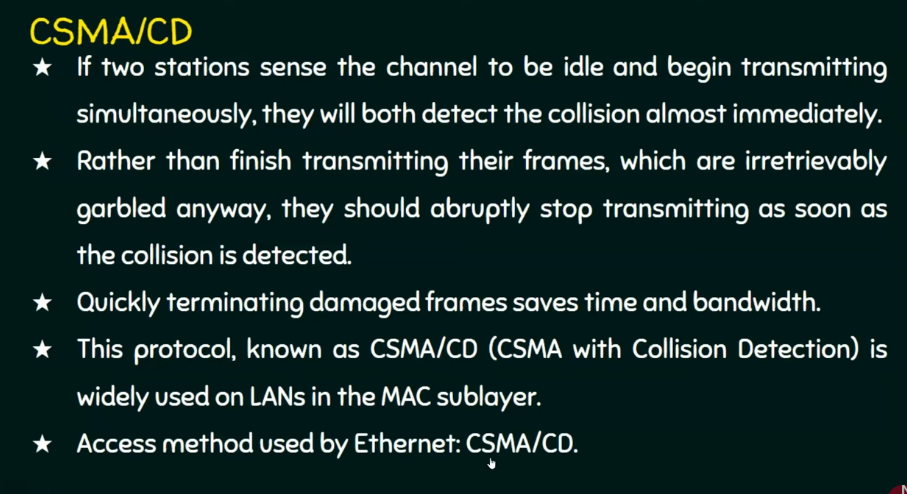 CSMA/CD
★ If two stations sense the channel to be idle and begin transmitting
simultaneously, they will both detect the collision almost immediately.
★ Rather than finish transmitting their frames, which are irretrievably
garbled anyway, they should abruptly stop transmitting as soon as
the collision is detected.
★ Quickly terminating damaged frames saves time and bandwidth.
★ This protocol, known as CSMA/CD (CSMA with Collision Detection) is
widely used on LANs in the MAC sublayer.
★ Access method used by Ethernet: CSMA/CD.